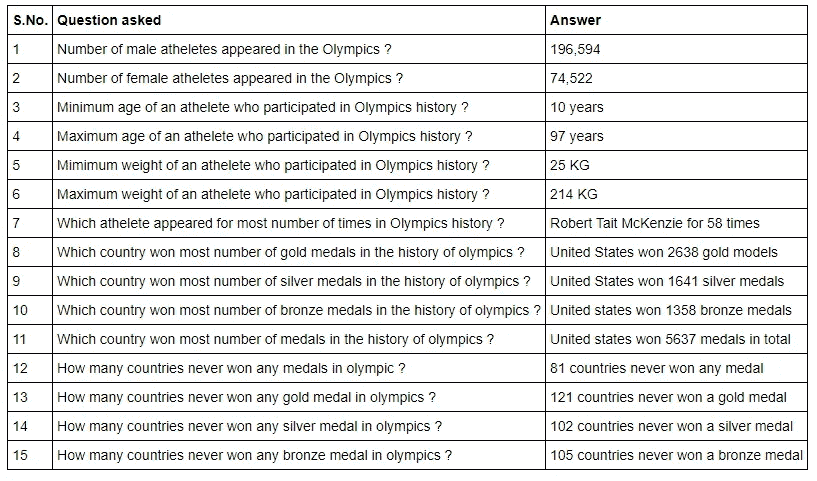 S.No. Question asked Answer
1 Number of male atheletes appeared in the Olympics ? 196,594
2 Number of female atheletes appeared in the Olympics ? 74,522
3 Minimum age of an athelete who participated in Olympics history ? 10 years
4 Maximum age of an athelete who participated in Olympics history ? 97 years
5 Mimimum weight of an athelete who participated in Olympics history ? 25 KG
6 Maximum weight of an athelete who participated in Olympics history ? 214 KG
7 Which athelete appeared for most number of times in Olympics history ? Robert Tait McKenzie for 58 times
8 Which country won most number of gold medals in the history of olympics ? United States won 2638 gold models
9 Which country won most number of silver medals in the history of olympics ? United States won 1641 silver medals
10 Which country won most number of bronze medals in the history of olympics ? United states won 1358 bronze medals
11 Which country won most number of medals in the history of olympics ? United states won 5637 medals in total
12 How many countries never won any medals in olympic ? 81 countries never won any medal
13 How many countries never won any gold medal in olympics ? 121 countries never won a gold medal
14 How many countries never won any silver medal in olympics ? 102 countries never won a silver medal
15 How many countries never won any bronze medal in olympics ? 105 countries never won a bronze medal